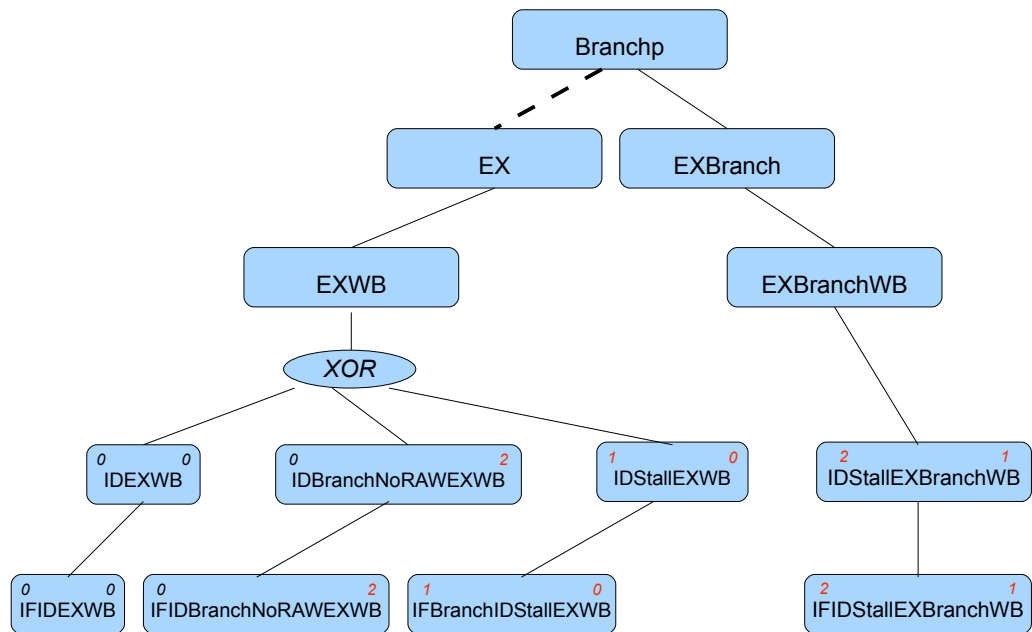 Branchp
EX
EXBranch
EXWB
EXBranchWB
XOR
0 0
IDEXWB
0 2
IDBranchNoRAWEXWB
1 0
IDStallEXWB
2 1
IDStallEXBranchWB
0 0
IFIDEXWB
0 2
IFIDBranchNoRAWEXWB
1 0
IFBranchIDStallEXWB
2 1
IFIDStallEXBranchWB